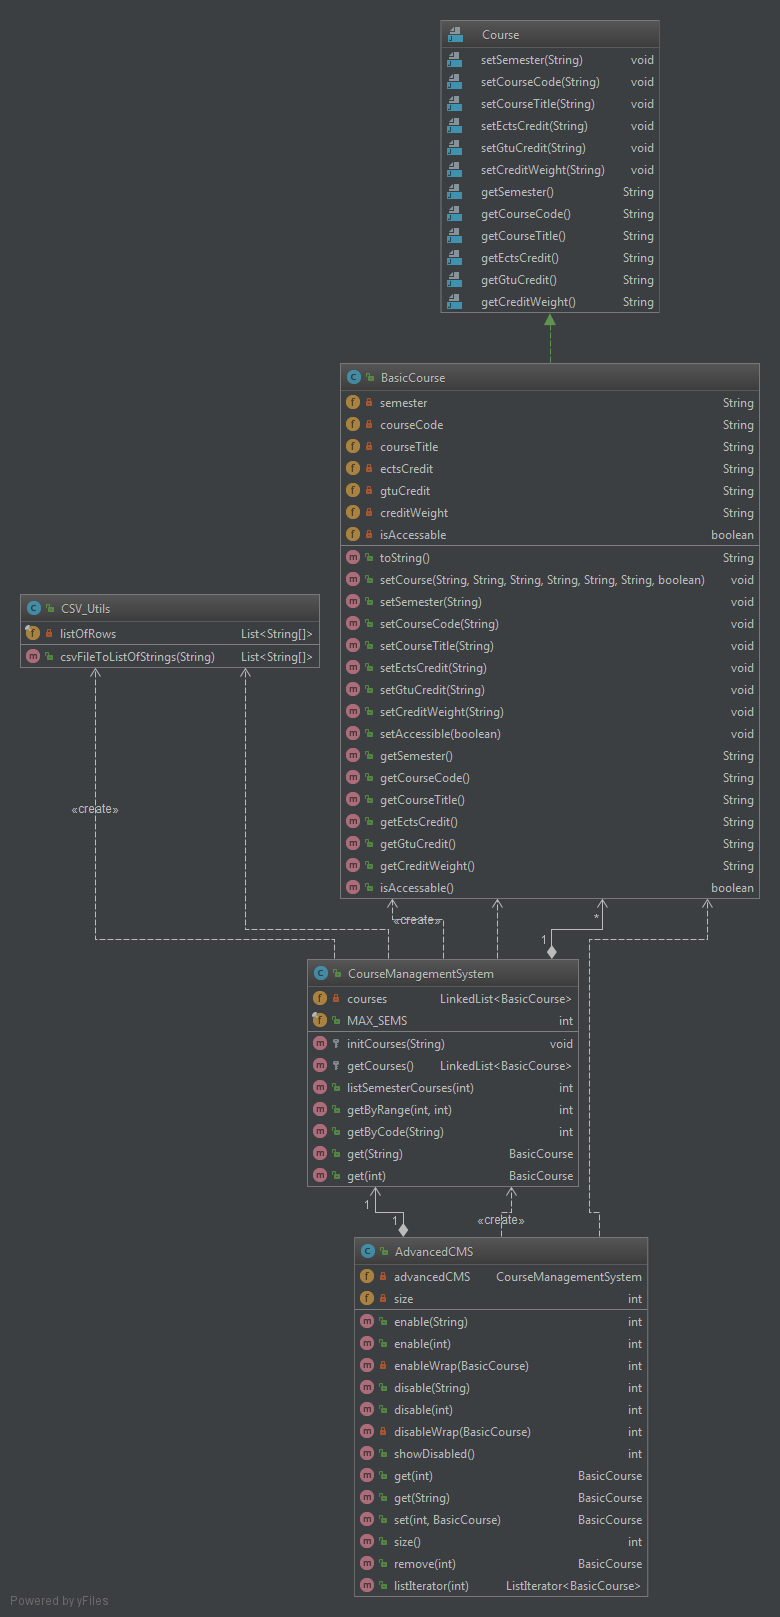 Course
setSemester(String) void
setCourseCode(String) void
setCourseTitle(String) void
setEctsCredit(String) void
setGtuCredit(String) void
setCreditWeight(String) void
getSemester() String
getCourseCode() String
getCourseTitle() String
getEctsCredit() String
getGtuCredit() String
getCreditWeight() String
BasicCourse
semester String
courseCode String
courseTitle String
ectsCredit String
gtuCredit String
creditWeight String
isAccessable boolean
toString() String
setCourse(String, String, String, String, String, String, boolean) void
setSemester(String) void
setCourseCode(String) void
setCourseTitle(String) void
setEctsCredit(String) void
setGtuCredit(String) void
setCreditWeight(String) void
setAccessible(boolean) void
getSemester() String
getCourseCode() String
getCourseTitle() String
getEctsCredit() String
getGtuCredit() String
getCreditWeight() String
isAccessable() boolean
CSV_Utils
listOfRows List<String[]>
csvFileToListOfStrings(String) List<String[]>
«create»
«create»
*
1
CourseManagementSystem
courses LinkedList<BasicCourse>
MAX_SEMS int
initCourses(String) void
getCourses() LinkedList<BasicCourse>
listSemesterCourses(int) int
getByRange(int, int) int
getByCode(String) int
get(String) BasicCourse
get(int) BasicCourse
1
1
«create»
AdvancedCMS
advancedCMS CourseManagementSystem
size int
enable(String) int
enable(int) int
enableWrap(BasicCourse) int
disable(String) int
disable(int) int
disableWrap(BasicCourse) int
showDisabled() int
get(int) BasicCourse
get(String) BasicCourse
set(int, BasicCourse) BasicCourse
size() int
remove(int) BasicCourse
listIterator(int) ListIterator<BasicCourse>
Powered by yFiles